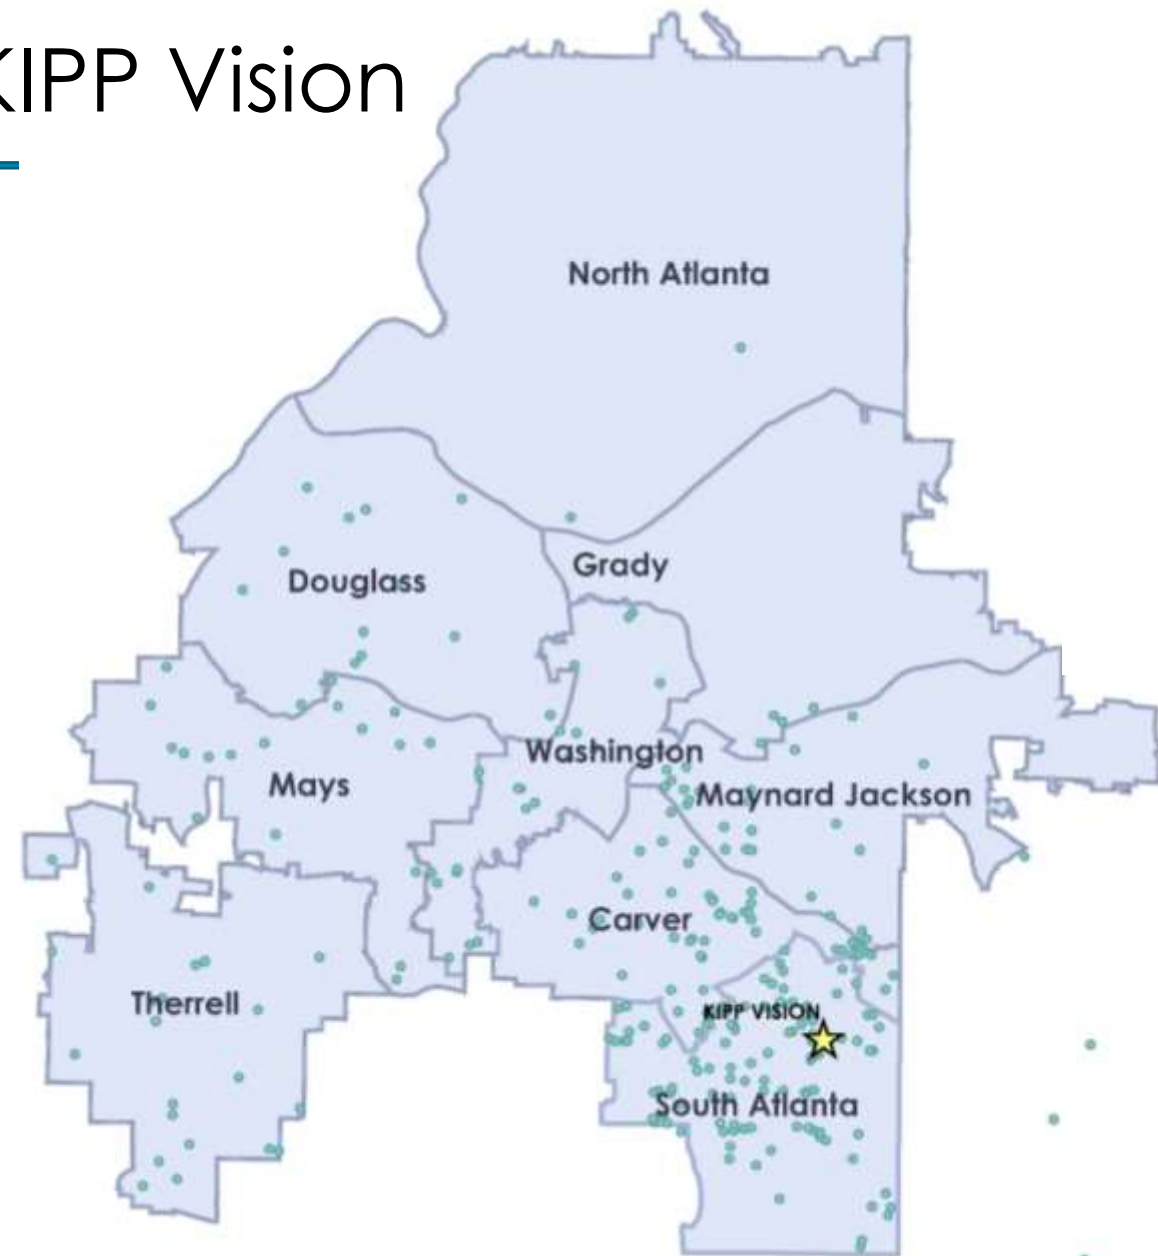 KIPP Vision
North Atlanta
Grady
Douglass
Washington
Mays
Maynard Jackson
Carver
Therrell
KIPP VISION
South Atlanta